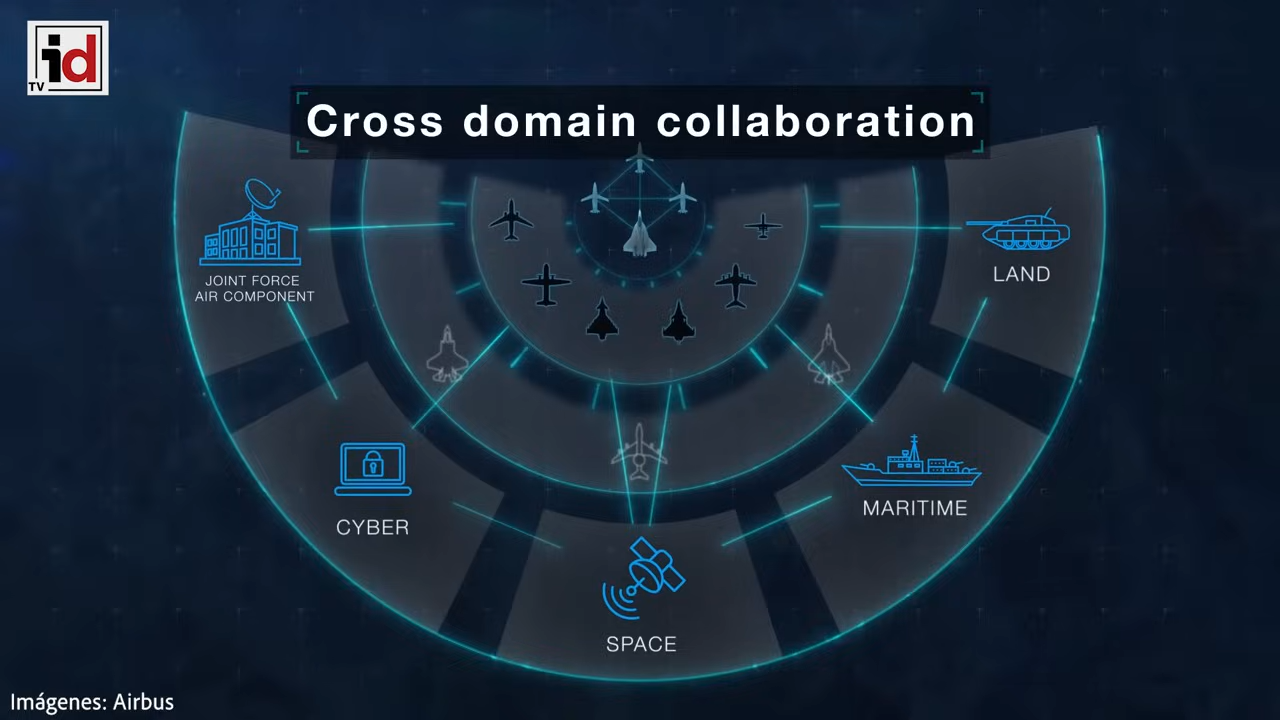 id
TV
Cross domain collaboration
JOINT FORCE
AIR COMPONENT
LAND
CYBER
MARITIME
SPACE
Imágenes: Airbus